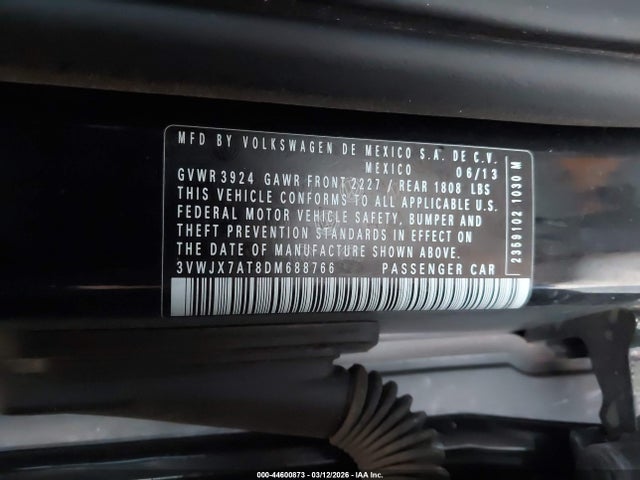 MFD BY VOLKSWAGEN DE MEXICO S.A. DE C.V.
MEXICO 06/13
GVWR 3924 GAWR FRONT 2227 / REAR 1808 LBS
THIS VEHICLE CONFORMS TO ALL APPLICABLE U.S.
FEDERAL MOTOR VEHICLE SAFETY, BUMPER AND
THEFT PREVENTION STANDARDS IN EFFECT ON
THE DATE OF MANUFACTURE SHOWN ABOVE.
3VWJX7AT8DM688766 PASSENGER CAR
2359102 1030 M
000-44600873 - 03/12/2026 - IAA Inc.